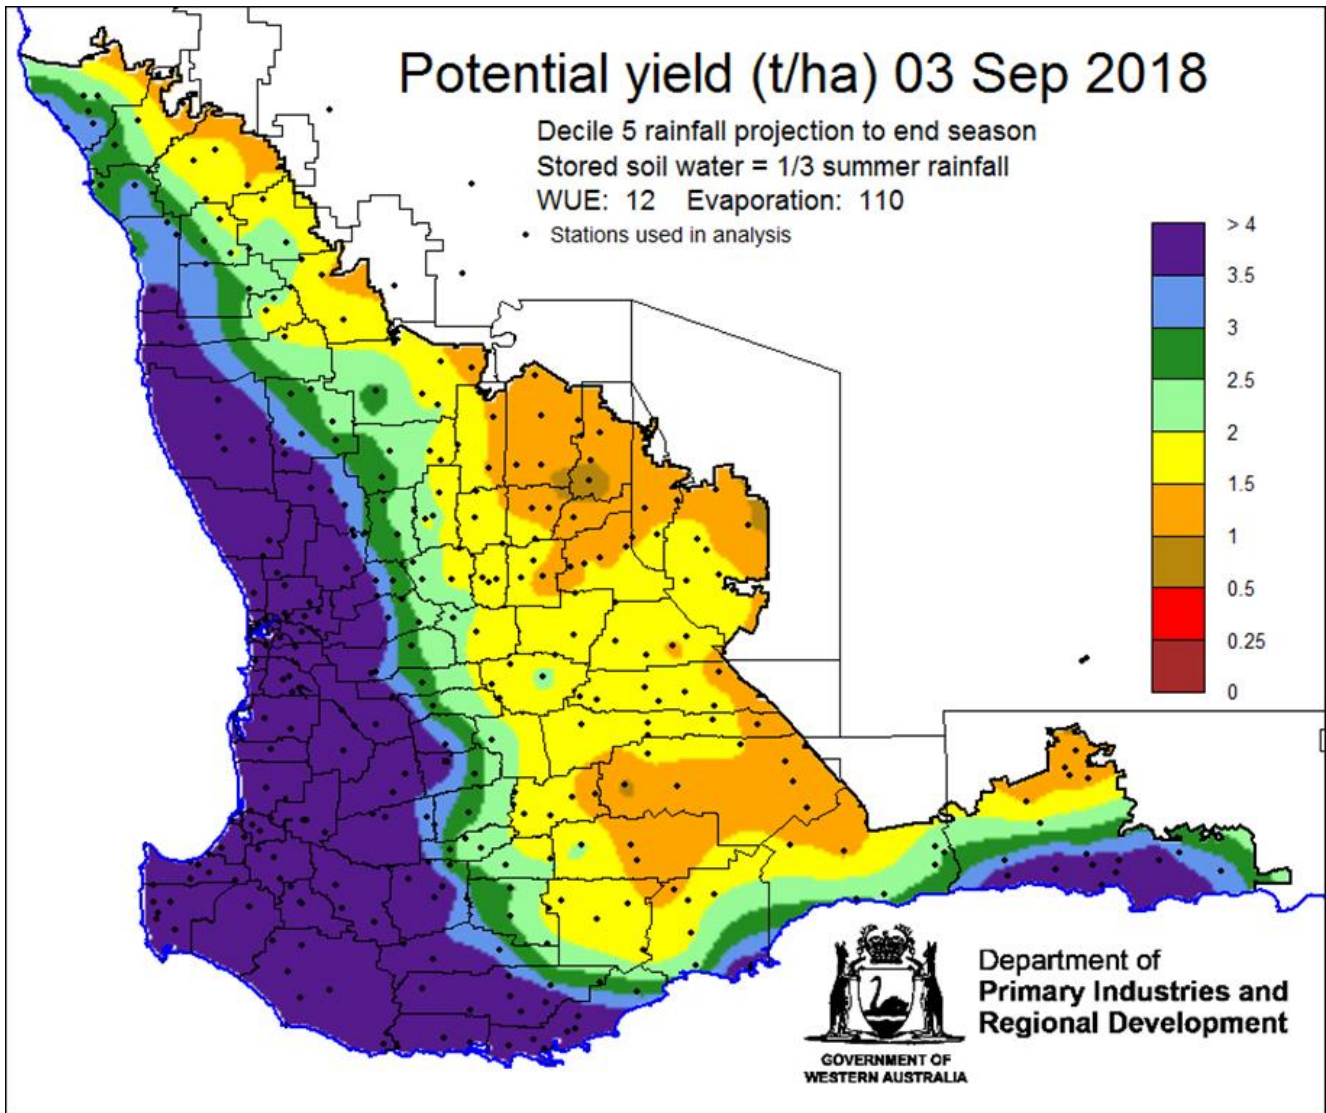 Potential yield (t/ha) 03 Sep 2018
Decile 5 rainfall projection to end season
Stored soil water = 1/3 summer rainfall
WUE: 12 Evaporation: 110
Stations used in analysis
> 4
3.5
3
2.5
2
1.5
1
0.5
0.25
0
Department of
Primary Industries and
Regional Development
GOVERNMENT OF
WESTERN AUSTRALIA